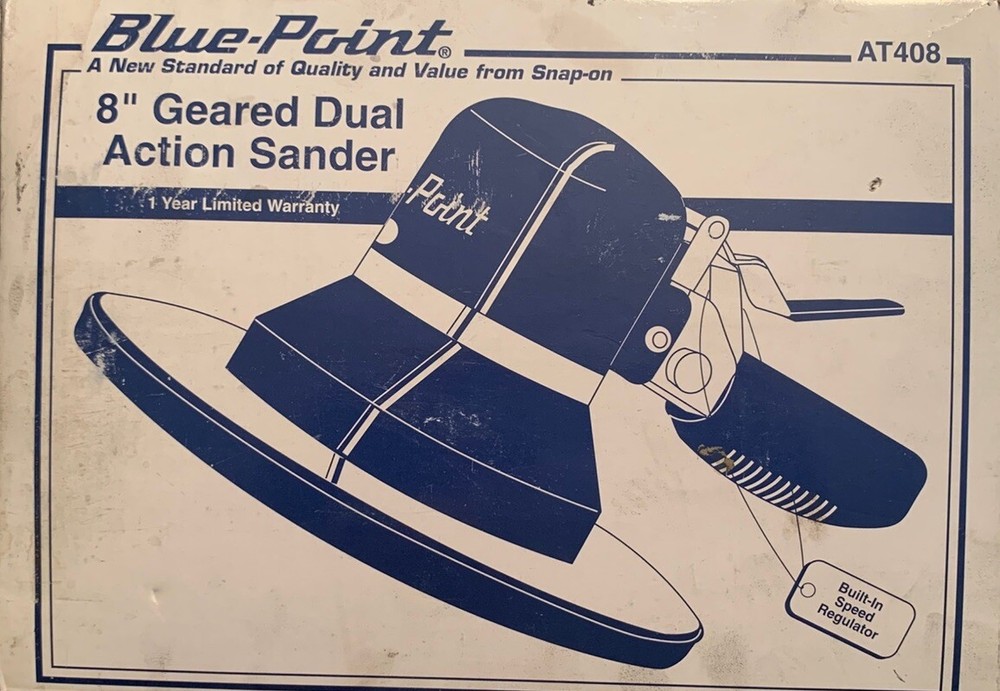 Blue-Point®
AT408
A New Standard of Quality and Value from Snap-on
8" Geared Dual
Action Sander
1 Year Limited Warranty
-Point
Built-In
Speed
Regulator